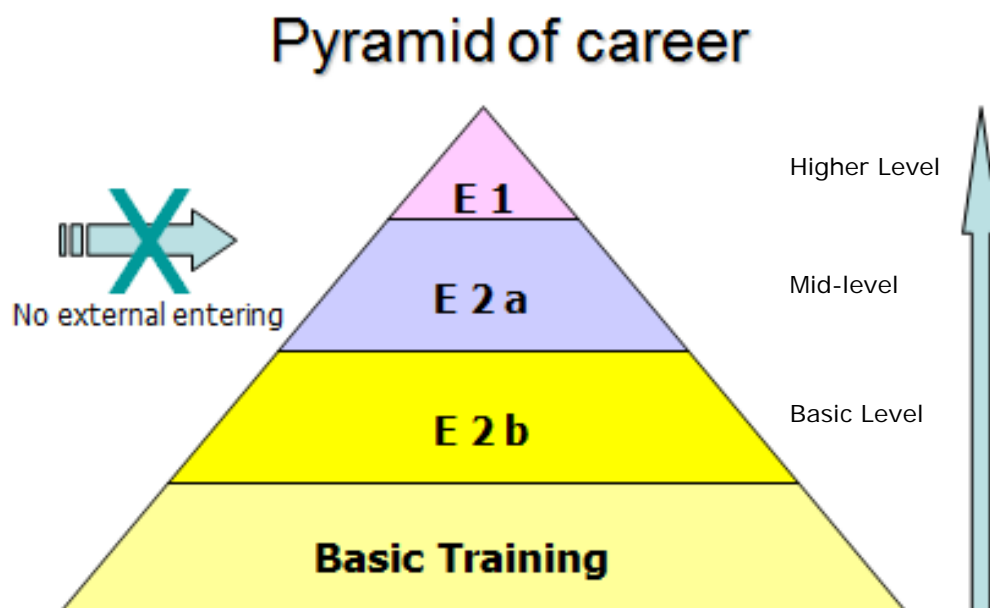 Pyramid of career
Higher Level
E 1
Mid-level
E 2 a
No external entering
Basic Level
E 2 b
Basic Training